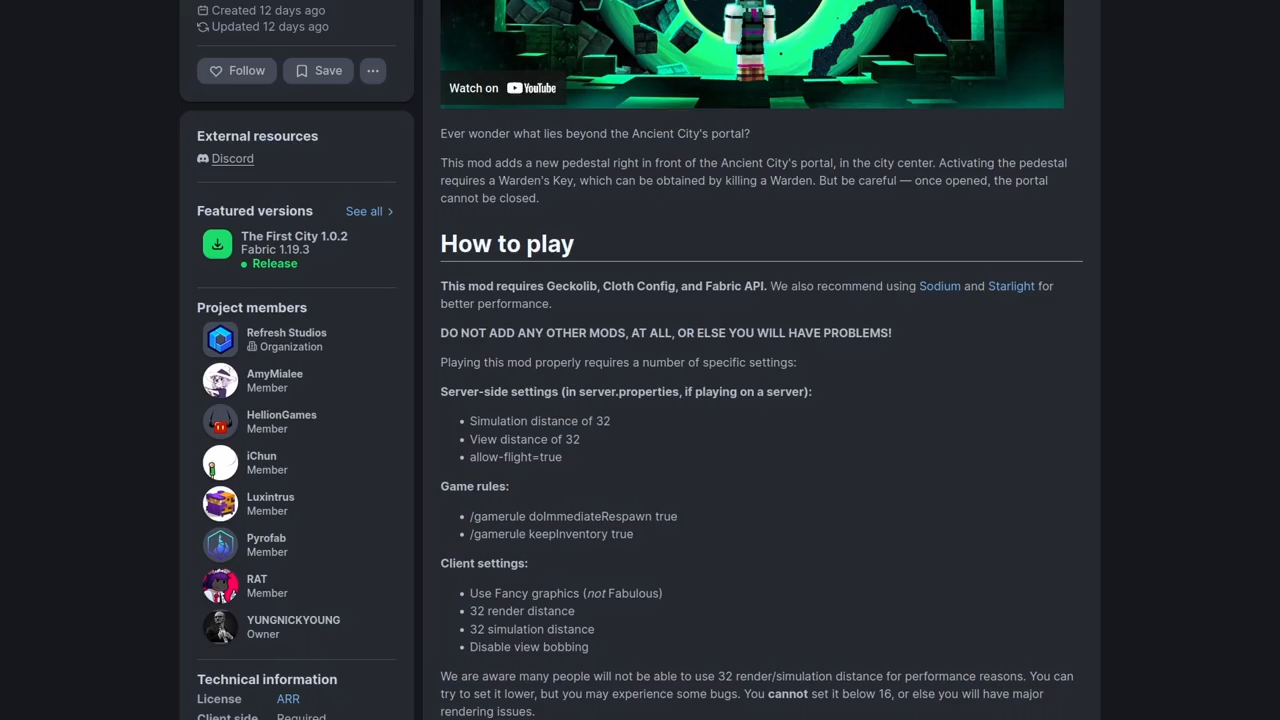 Created 12 days ago
Updated 12 days ago
Follow
Save
External resources
Discord
Featured versions
See all
The First City 1.0.2
Fabric 1.19.3
Release
Project members
Refresh Studios
Organization
AmyMialee
Member
HellionGames
Member
iChun
Member
Luxintrus
Member
Pyrofab
Member
RAT
Member
YUNGNICKYOUNG
Owner
Technical information
License ARR
Client side Required
Watch on YouTube
Ever wonder what lies beyond the Ancient City's portal?
This mod adds a new pedestal right in front of the Ancient City's portal, in the city center. Activating the pedestal
requires a Warden's Key, which can be obtained by killing a Warden. But be careful — once opened, the portal
cannot be closed.
How to play
This mod requires Geckolib, Cloth Config, and Fabric API. We also recommend using Sodium and Starlight for
better performance.
DO NOT ADD ANY OTHER MODS, AT ALL, OR ELSE YOU WILL HAVE PROBLEMS!
Playing this mod properly requires a number of specific settings:
Server-side settings (in server.properties, if playing on a server):
• Simulation distance of 32
• View distance of 32
• allow-flight=true
Game rules:
• /gamerule doImmediateRespawn true
• /gamerule keepInventory true
Client settings:
• Use Fancy graphics (not Fabulous)
• 32 render distance
• 32 simulation distance
• Disable view bobbing
We are aware many people will not be able to use 32 render/simulation distance for performance reasons. You can
try to set it lower, but you may experience some bugs. You cannot set it below 16, or else you will have major
rendering issues.